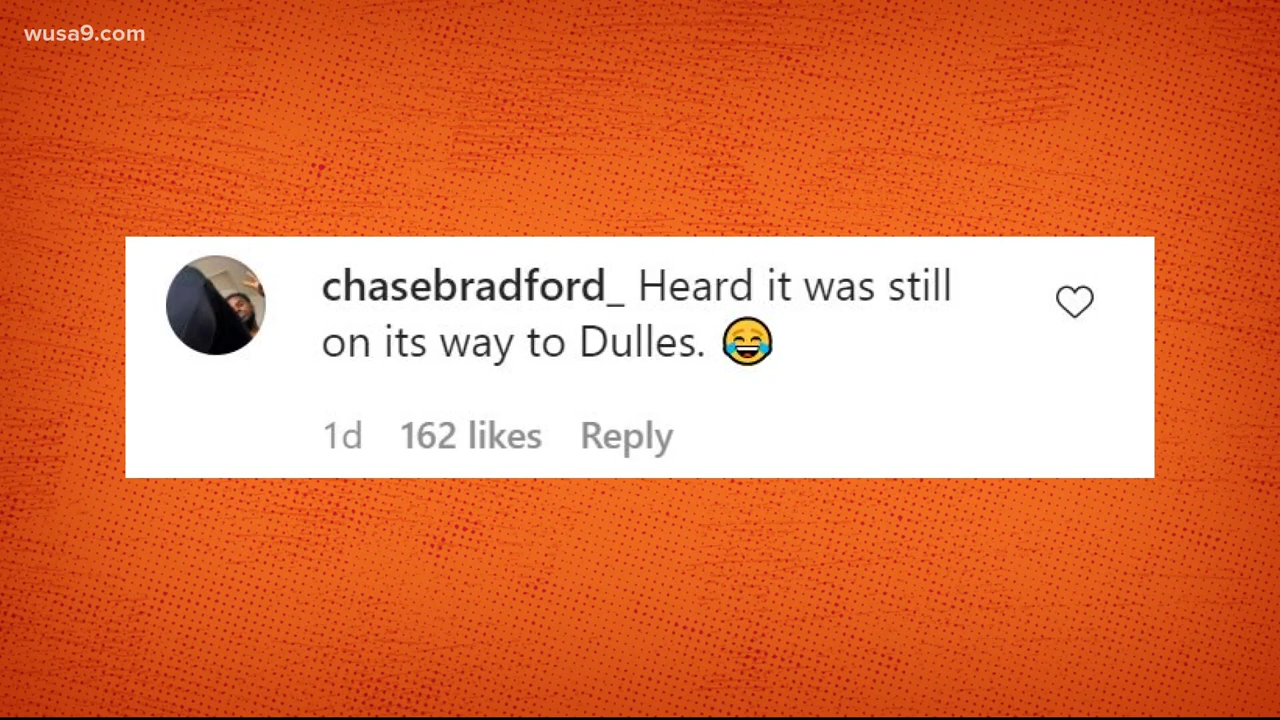 wusa9.com
chasebradford_ Heard it was still
on its way to Dulles. 😂
1d 162 likes Reply